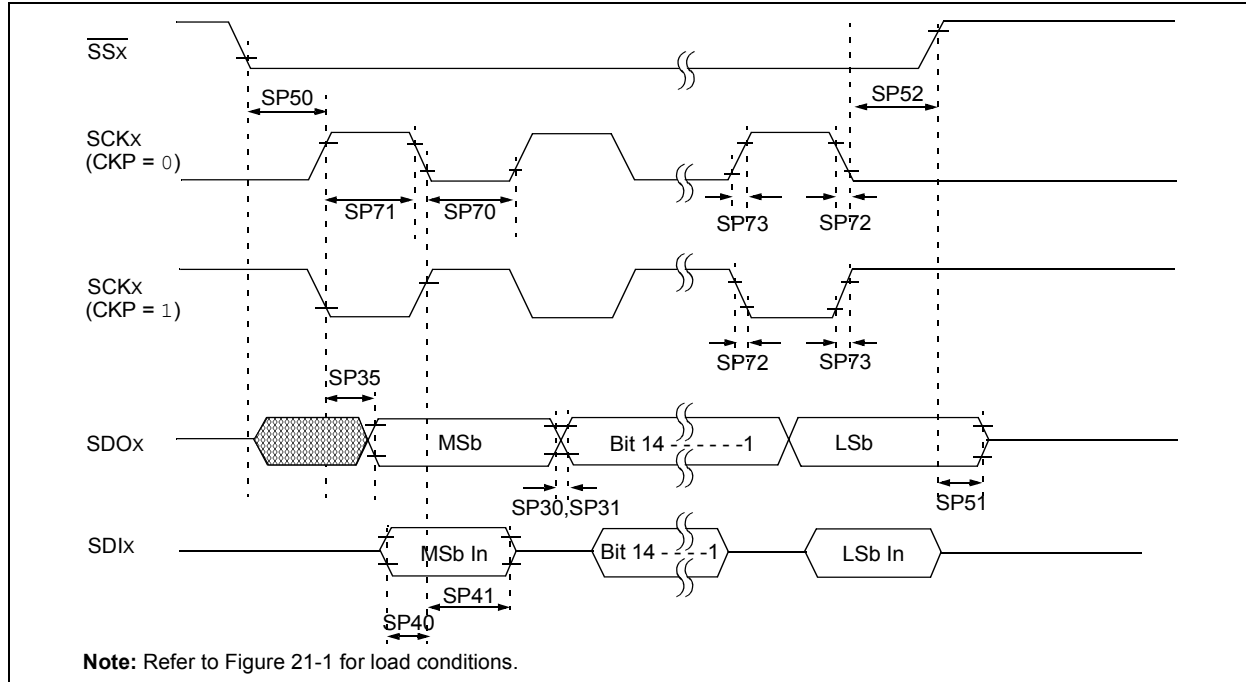 SSx
SP50
SP52
SCKx
(CKP = 0)
SP71
SP70
SP73
SP72
SCKx
(CKP = 1)
SP72
SP73
SP35
SDOx
MSb
Bit 14 - - - - - -1
LSb
SP30,SP31
SP51
SDIx
MSb In
Bit 14 - - - -1
LSb In
SP41
SP40
Note: Refer to Figure 21-1 for load conditions.